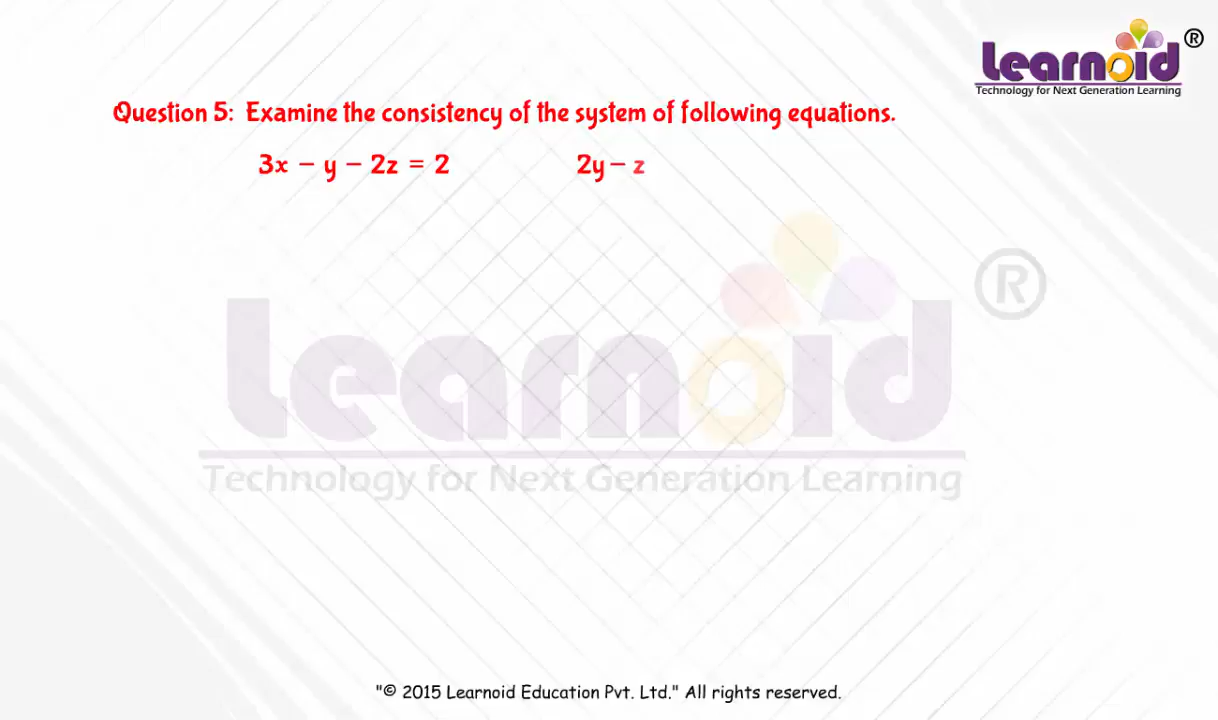 Learnoid ®
Technology for Next Generation Learning
Question 5: Examine the consistency of the system of following equations.
3x − y − 2z = 2 2y − z
Learnoid ®
Technology for Next Generation Learning
"© 2015 Learnoid Education Pvt. Ltd." All rights reserved.